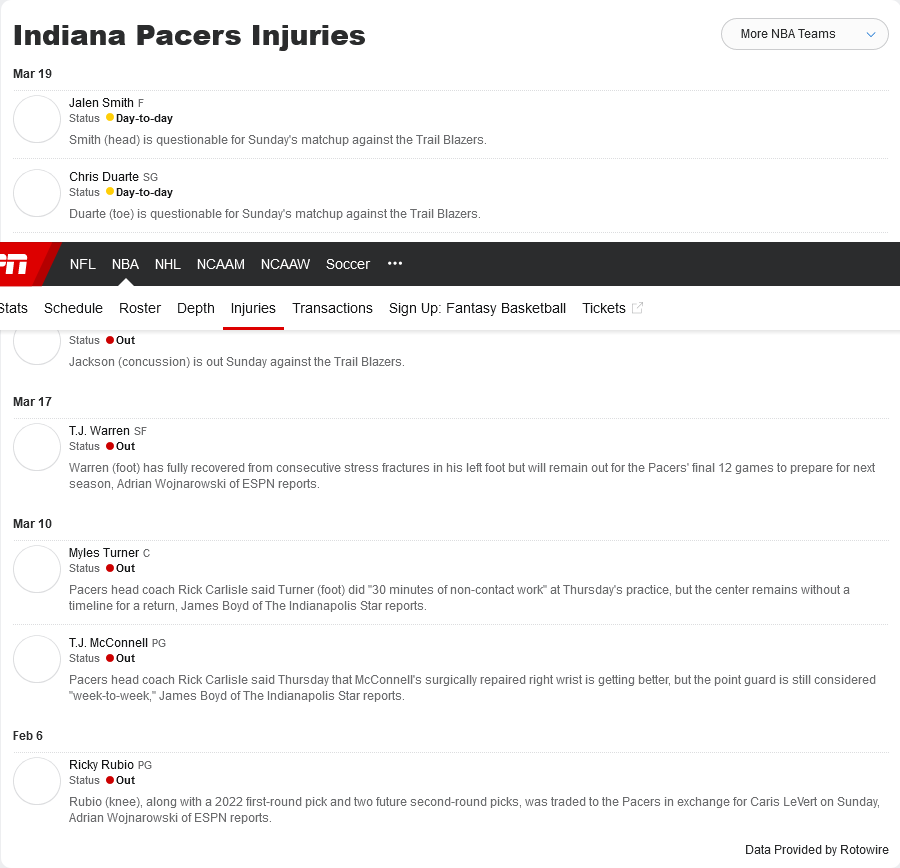 Indiana Pacers Injuries
More NBA Teams
Mar 19
Jalen Smith F
Status Day-to-day
Smith (head) is questionable for Sunday's matchup against the Trail Blazers.
Chris Duarte SG
Status Day-to-day
Duarte (toe) is questionable for Sunday's matchup against the Trail Blazers.
NFL NBA NHL NCAAM NCAAW Soccer •••
Stats Schedule Roster Depth Injuries Transactions Sign Up: Fantasy Basketball Tickets
Status Out
Jackson (concussion) is out Sunday against the Trail Blazers.
Mar 17
T.J. Warren SF
Status Out
Warren (foot) has fully recovered from consecutive stress fractures in his left foot but will remain out for the Pacers' final 12 games to prepare for next
season, Adrian Wojnarowski of ESPN reports.
Mar 10
Myles Turner C
Status Out
Pacers head coach Rick Carlisle said Turner (foot) did "30 minutes of non-contact work" at Thursday's practice, but the center remains without a
timeline for a return, James Boyd of The Indianapolis Star reports.
T.J. McConnell PG
Status Out
Pacers head coach Rick Carlisle said Thursday that McConnell's surgically repaired right wrist is getting better, but the point guard is still considered
"week-to-week," James Boyd of The Indianapolis Star reports.
Feb 6
Ricky Rubio PG
Status Out
Rubio (knee), along with a 2022 first-round pick and two future second-round picks, was traded to the Pacers in exchange for Caris LeVert on Sunday,
Adrian Wojnarowski of ESPN reports.
Data Provided by Rotowire